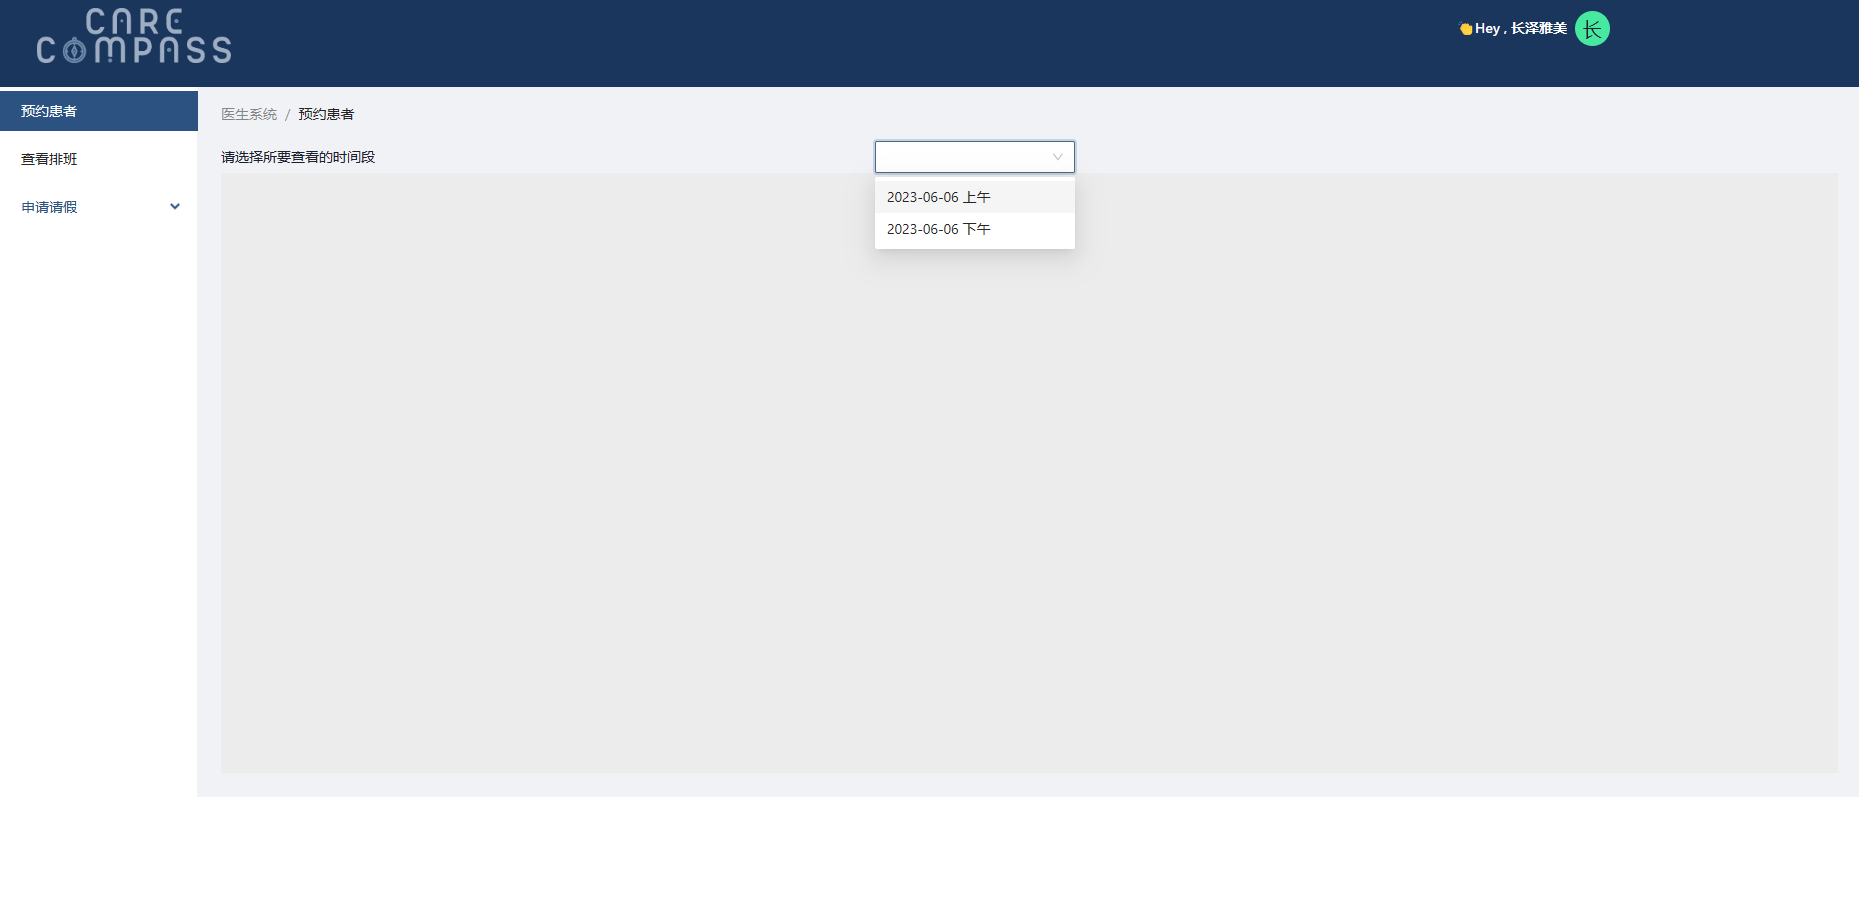 CARE
COMPASS
👏Hey , 长泽雅美
长
预约患者
查看排班
申请请假
医生系统 / 预约患者
请选择所要查看的时间段
2023-06-06 上午
2023-06-06 下午